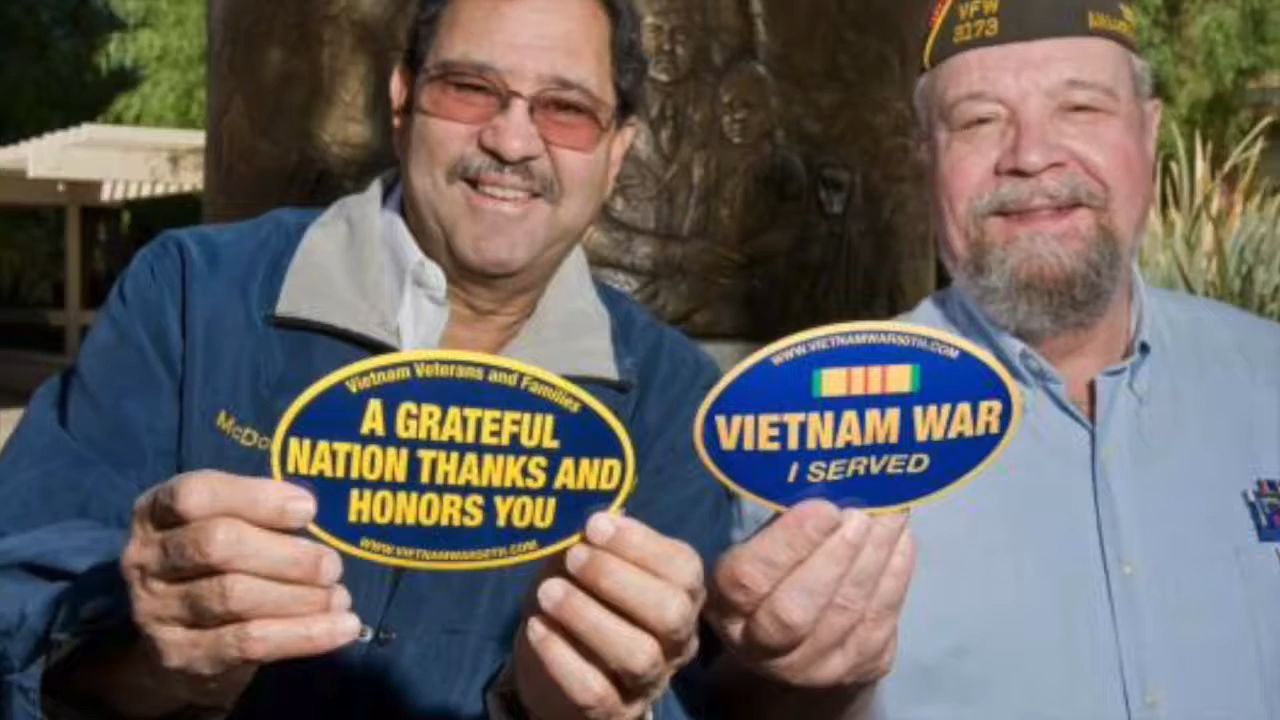 VFW
McDo
Vietnam Veterans and Families
A GRATEFUL
NATION THANKS AND
HONORS YOU
WWW.VIETNAMWAR50TH.COM
WWW.VIETNAMWAR50TH.COM
VIETNAM WAR
I SERVED